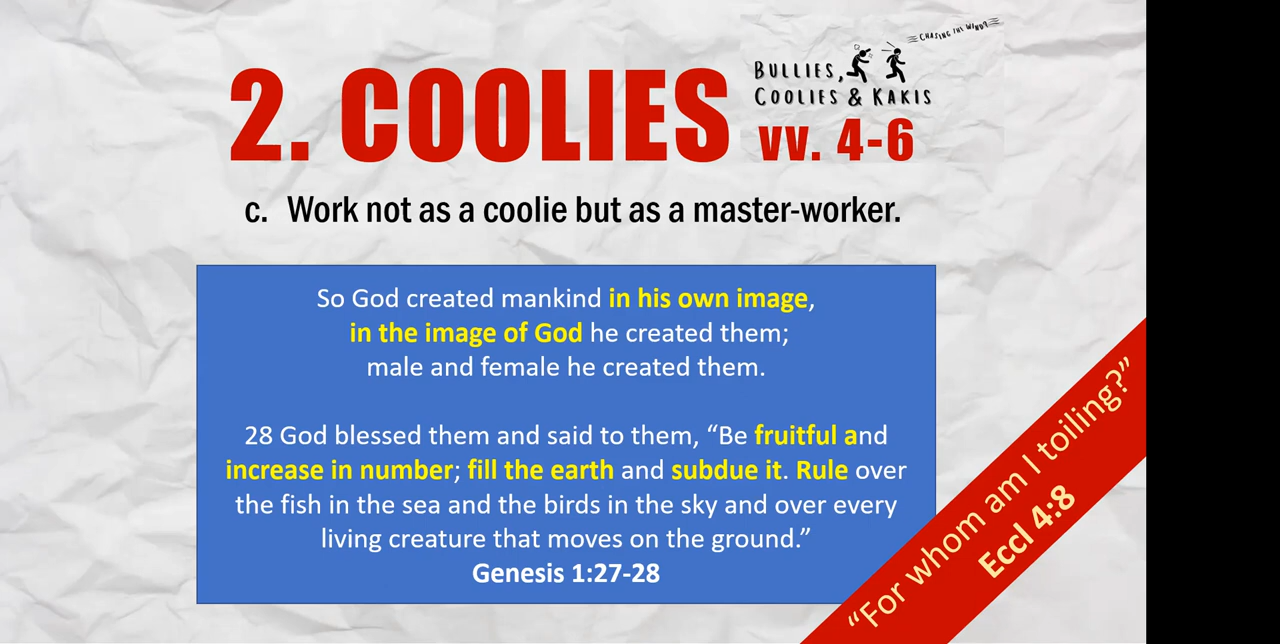 2. COOLIES
CHASING THE WIND?
BULLIES,
COOLIES & KAKIS
vv. 4-6
c. Work not as a coolie but as a master-worker.
So God created mankind in his own image,
in the image of God he created them;
male and female he created them.
28 God blessed them and said to them, “Be fruitful and
increase in number; fill the earth and subdue it. Rule over
the fish in the sea and the birds in the sky and over every
living creature that moves on the ground.”
Genesis 1:27-28
“For whom am I toiling?”
Eccl 4:8